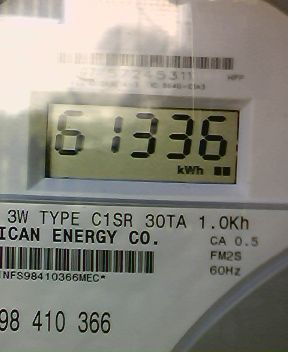 61336
kWh
3W TYPE C1SR 30TA 1.0Kh
ICAN ENERGY CO.
CA 0.5
FM2S
60Hz
NFS98410366MEC*
98 410 366